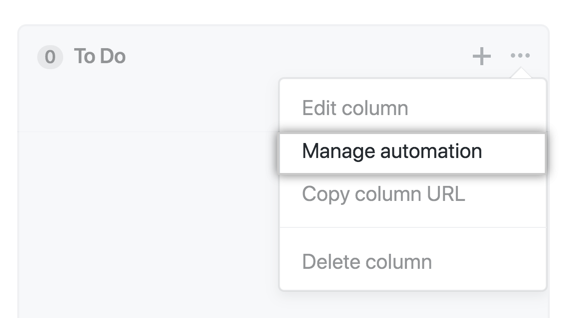 0 To Do
Edit column
Manage automation
Copy column URL
Delete column